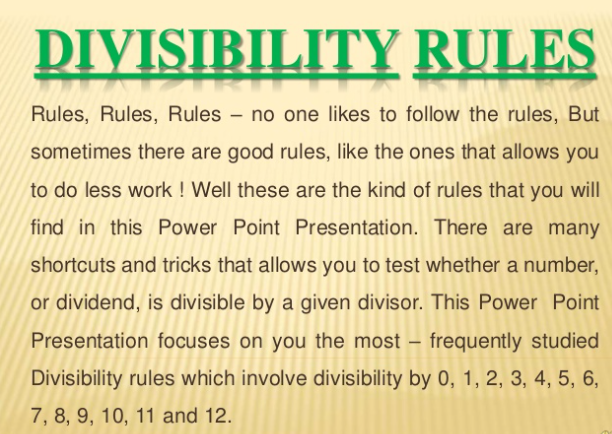 DIVISIBILITY RULES
Rules, Rules, Rules – no one likes to follow the rules, But
sometimes there are good rules, like the ones that allows you
to do less work ! Well these are the kind of rules that you will
find in this Power Point Presentation. There are many
shortcuts and tricks that allows you to test whether a number,
or dividend, is divisible by a given divisor. This Power Point
Presentation focuses on you the most – frequently studied
Divisibility rules which involve divisibility by 0, 1, 2, 3, 4, 5, 6,
7, 8, 9, 10, 11 and 12.